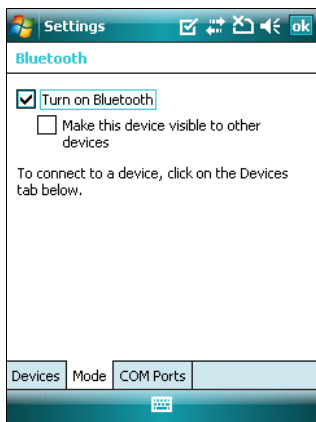 Settings ok
Bluetooth
Turn on Bluetooth
Make this device visible to other
devices
To connect to a device, click on the Devices
tab below.
Devices Mode COM Ports